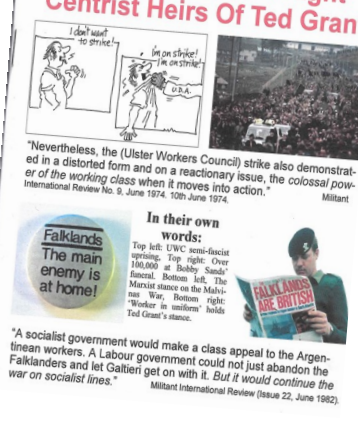 Centrist Heirs Of Ted Gran
I don't want
to strike!
I'm on strike!
I'm on strike!
U.D.A.
"Nevertheless, the (Ulster Workers Council) strike also demonstrat-
ed in a distorted form and on a reactionary issue, the colossal pow-
er of the working class when it moves into action." Militant
International Review No. 9, June 1974. 10th June 1974.
Falklands
The main
enemy is
at home!
In their own
words:
Top left: UWC semi-fascist
uprising, Top right: Over
100,000 at Bobby Sands'
funeral. Bottom left, The
Marxist stance on the Malvi-
nas War, Bottom right:
'Worker in uniform' holds
Ted Grant's stance.
FALKLANDS
ARE BRITISH
"A socialist government would make a class appeal to the Argen-
tinean workers. A Labour government could not just abandon the
Falklanders and let Galtieri get on with it. But it would continue the
war on socialist lines." Militant International Review (Issue 22, June 1982).